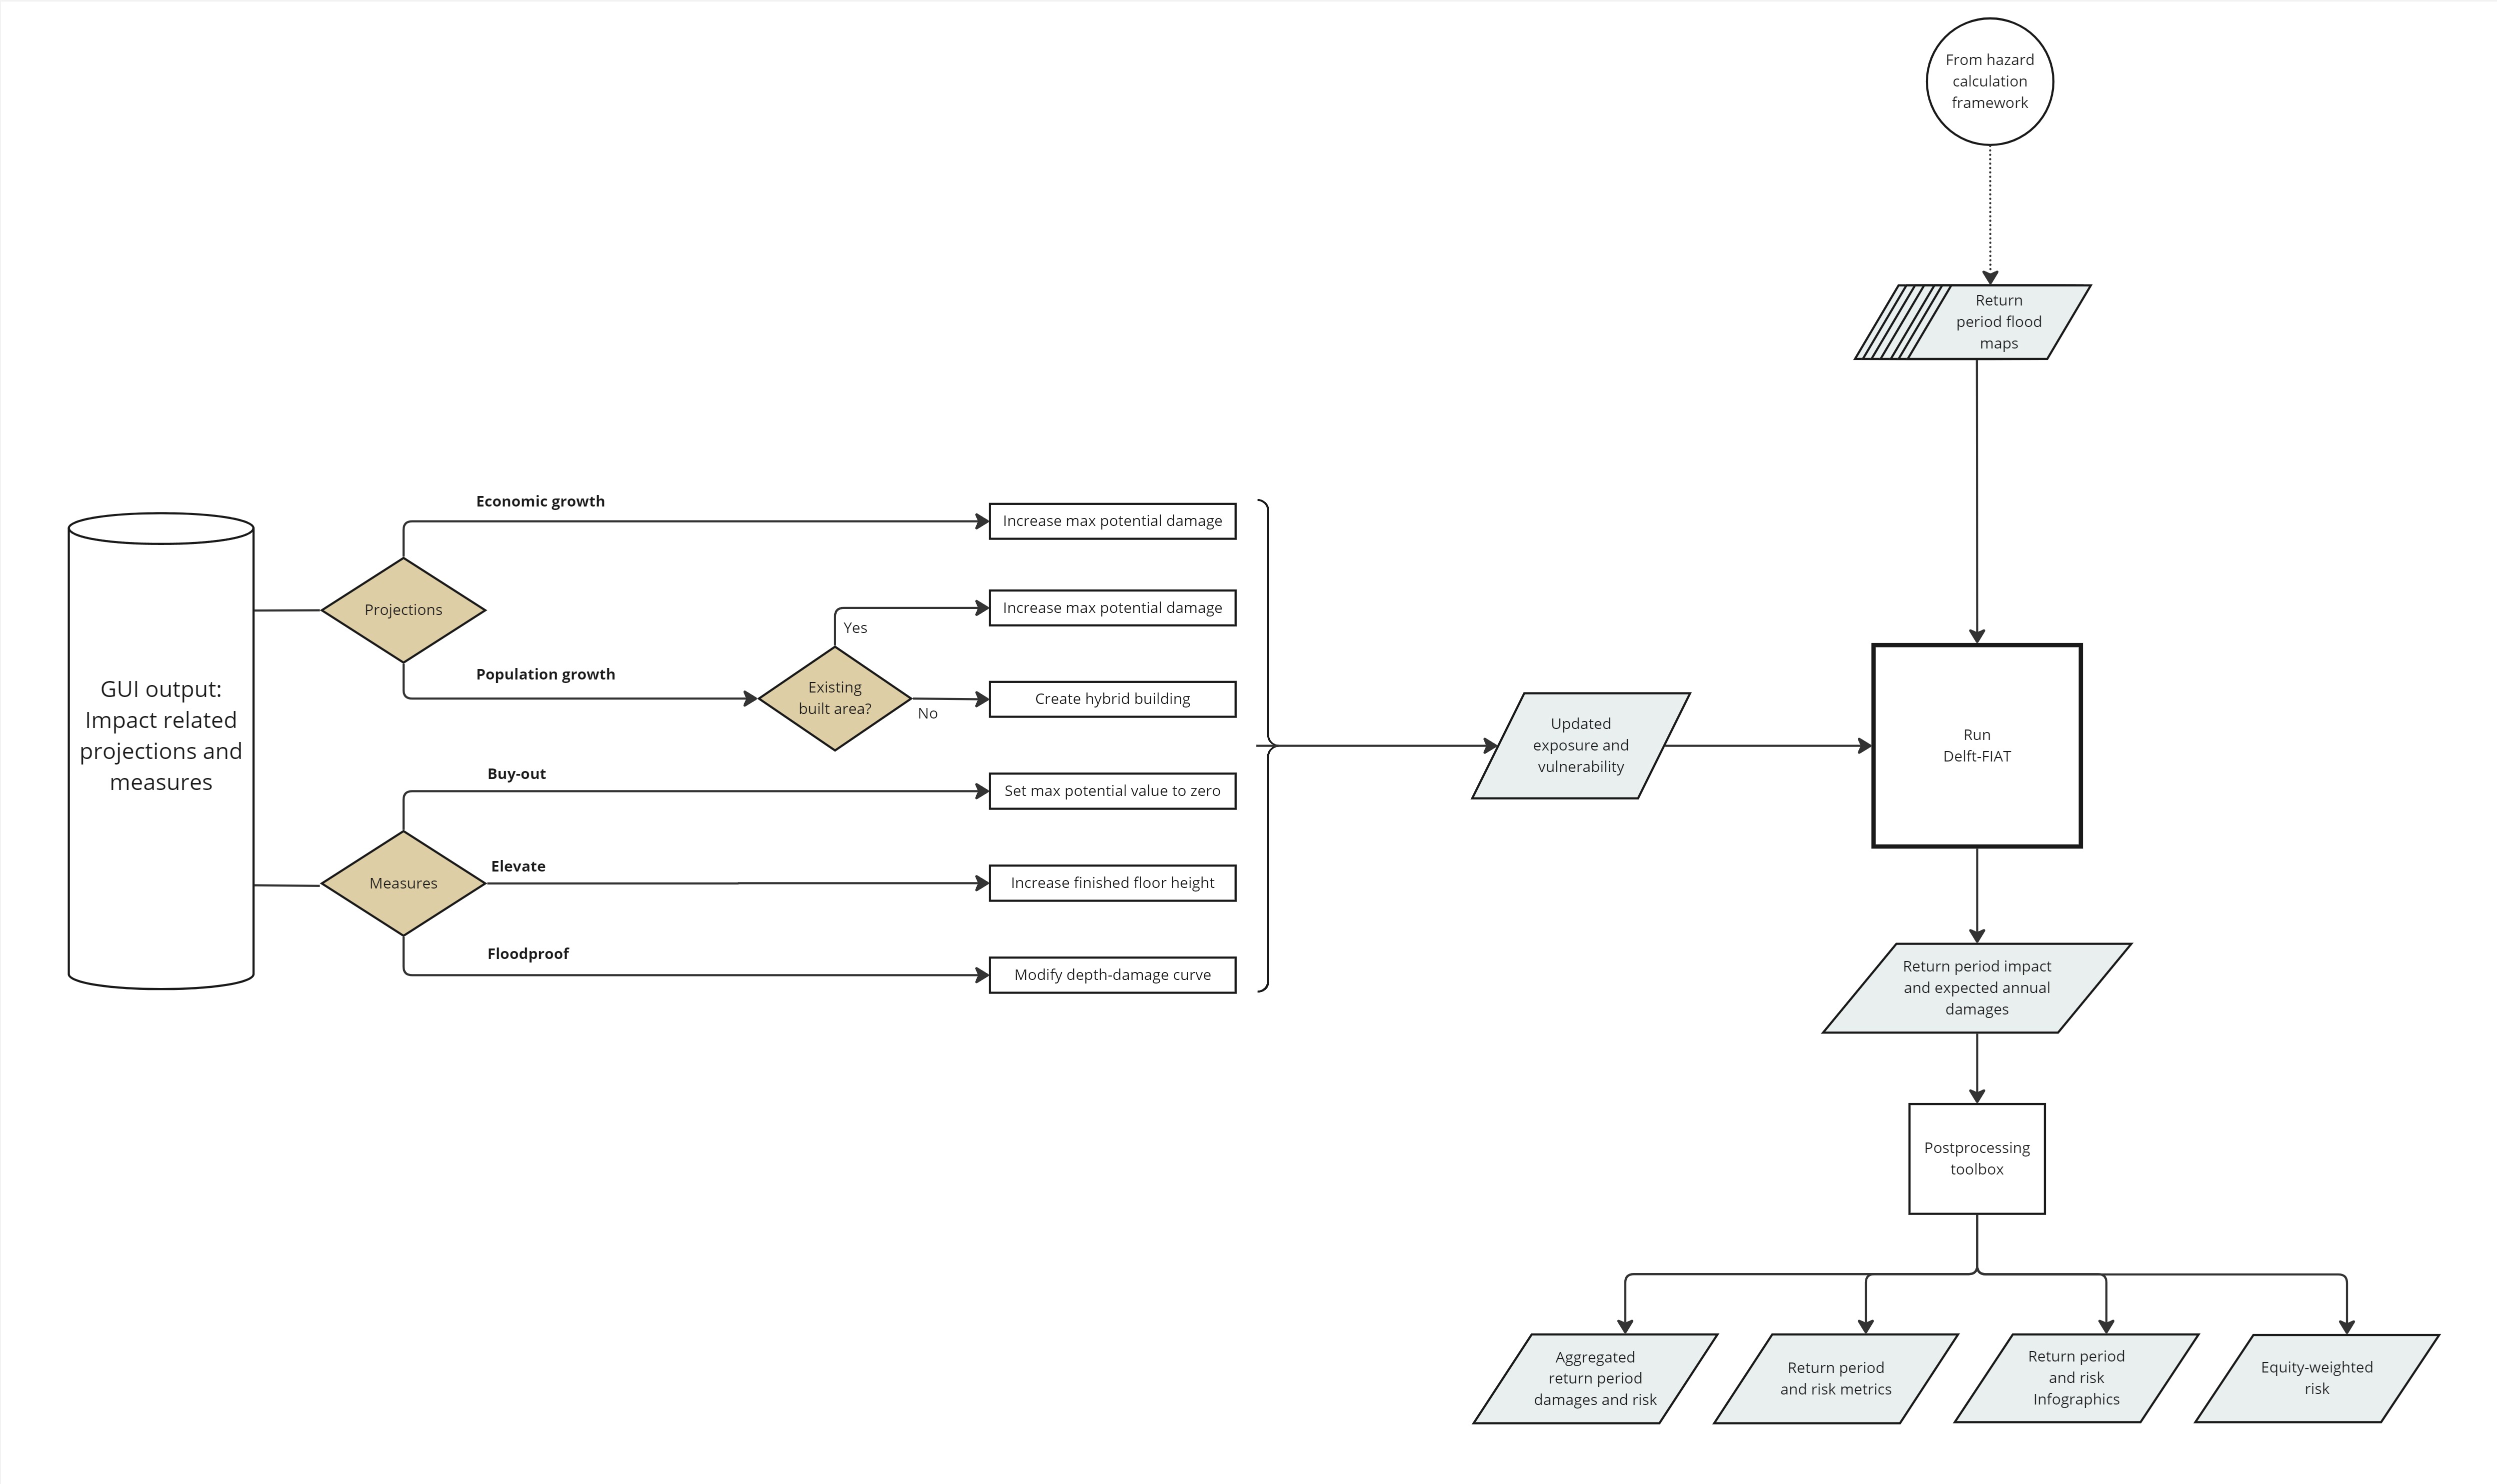 From hazard
calculation
framework
Return
period flood
maps
GUI output:
Impact related
projections and
measures
Projections
Economic growth
Increase max potential damage
Population growth
Existing
built area?
Yes
Increase max potential damage
No
Create hybrid building
Measures
Buy-out
Set max potential value to zero
Elevate
Increase finished floor height
Floodproof
Modify depth-damage curve
Updated
exposure and
vulnerability
Run
Delft-FIAT
Return period impact
and expected annual
damages
Postprocessing
toolbox
Aggregated
return period
damages and risk
Return period
and risk metrics
Return period
and risk
Infographics
Equity-weighted
risk